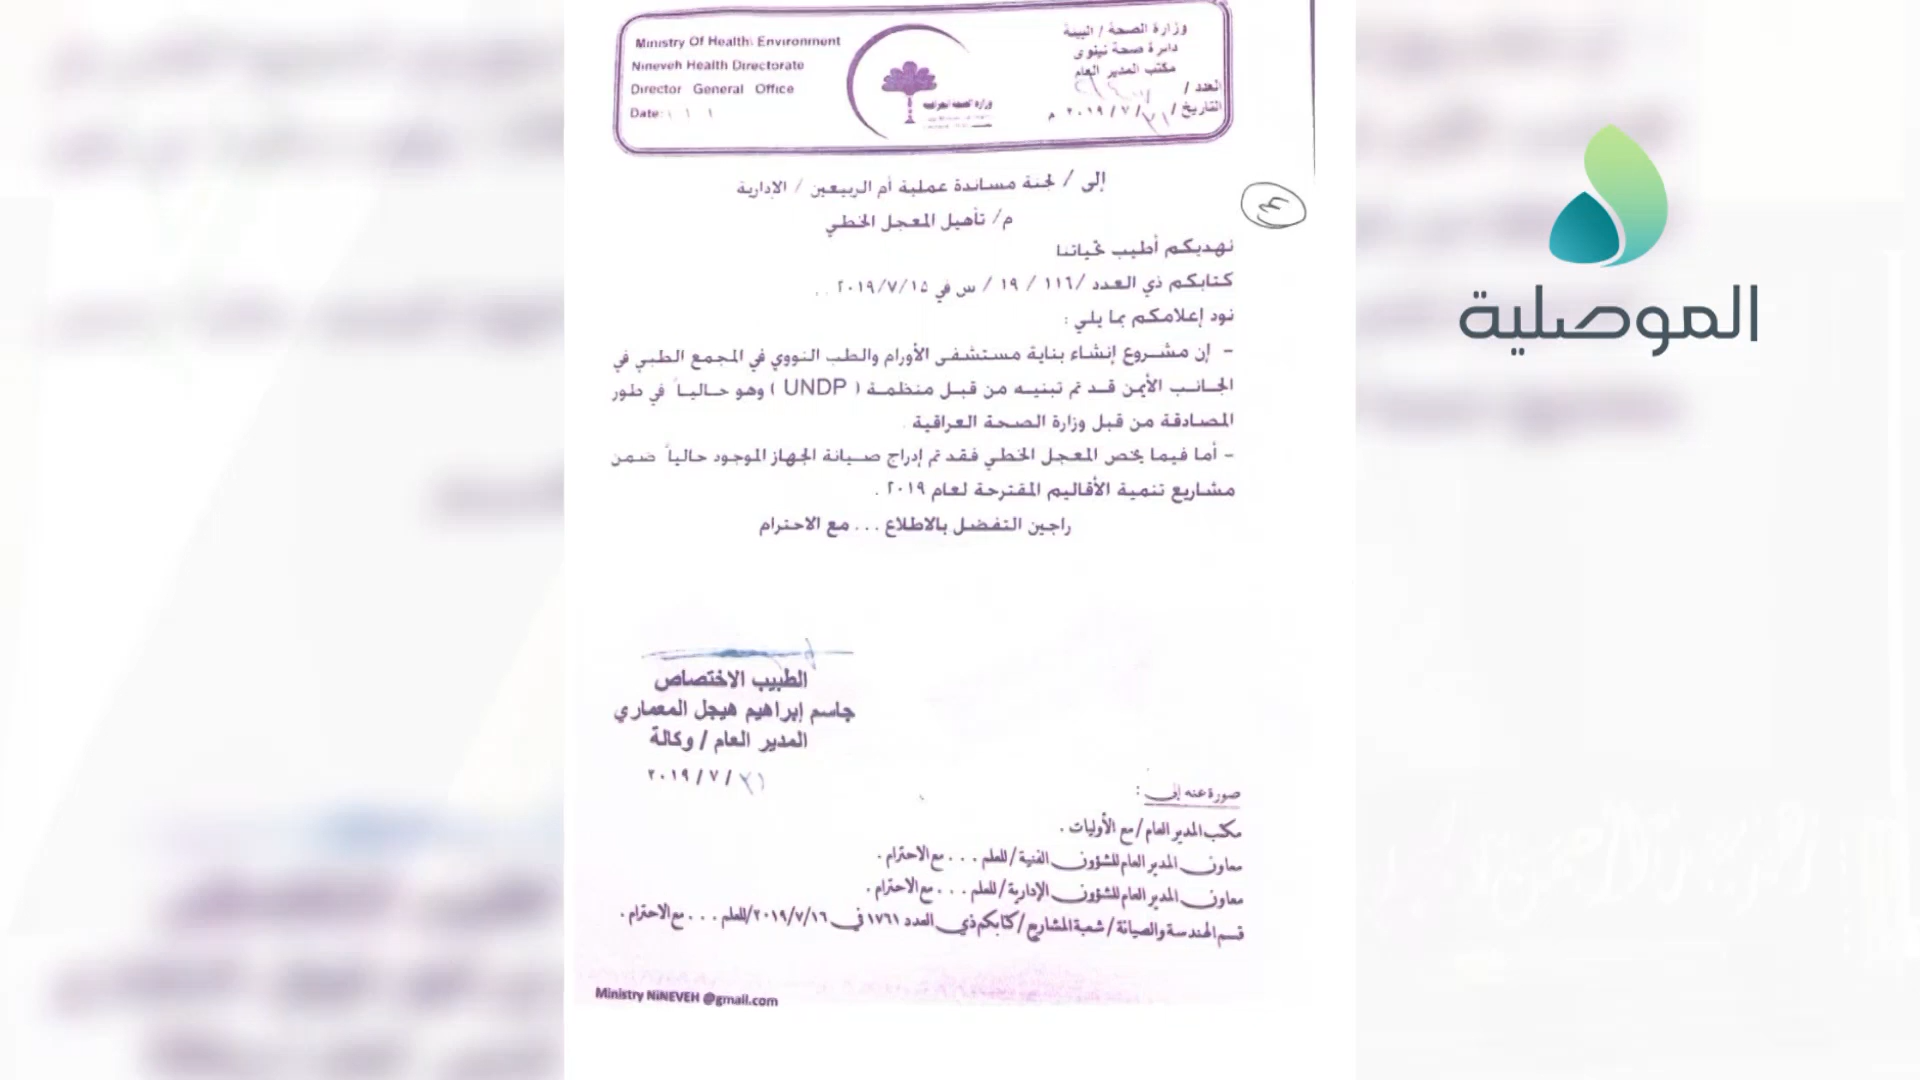 Ministry Of Health\ Environment
Nineveh Health Directorate
Director General Office
Date:
وزارة الصحة / البيئة
دائرة صحة نينوى
مكتب المدير العام
العدد /
التاريخ / ٣١ / ٧ / ٢٠١٩ م
وزارة الصحة العراقية
٤
إلى / لجنة مساندة عملية أم الربيعين / الإدارية
م/ تأهيل المعجل الخطي
نهديكم أطيب تحياتنا
كتابكم ذي العدد /١١٦ / ١٩ / س في ٢٠١٩/٧/١٥ . .
نود إعلامكم بما يلي :
- إن مشروع إنشاء بناية مستشفى الأورام والطب النووي في المجمع الطبي في
الجانب الأيمن قد تم تبنيه من قبل منظمة ( UNDP ) وهو حالياً في طور
المصادقة من قبل وزارة الصحة العراقية .
- أما فيما يخص المعجل الخطي فقد تم إدراج صيانة الجهاز الموجود حالياً ضمن
مشاريع تنمية الأقاليم المقترحة لعام ٢٠١٩ .
راجين التفضل بالاطلاع . . . مع الاحترام
الطبيب الاختصاص
جاسم إبراهيم هيجل المعماري
المدير العام / وكالة
٣١ / ٧ / ٢٠١٩
صورة عنه إلى :
مكتب المدير العام / مع الأوليات .
معاون المدير العام للشؤون الفنية / للعلم . . . مع الاحترام .
معاون المدير العام للشؤون الإدارية / للعلم . . . مع الاحترام .
قسم الهندسة والصيانة / شعبة المشاريع / كتابكم ذي العدد ١٧٦١ في ٢٠١٩/٧/١٦ / للعلم . . . مع الاحترام .
Ministry NiNEVEH @gmail.com
الموصلية